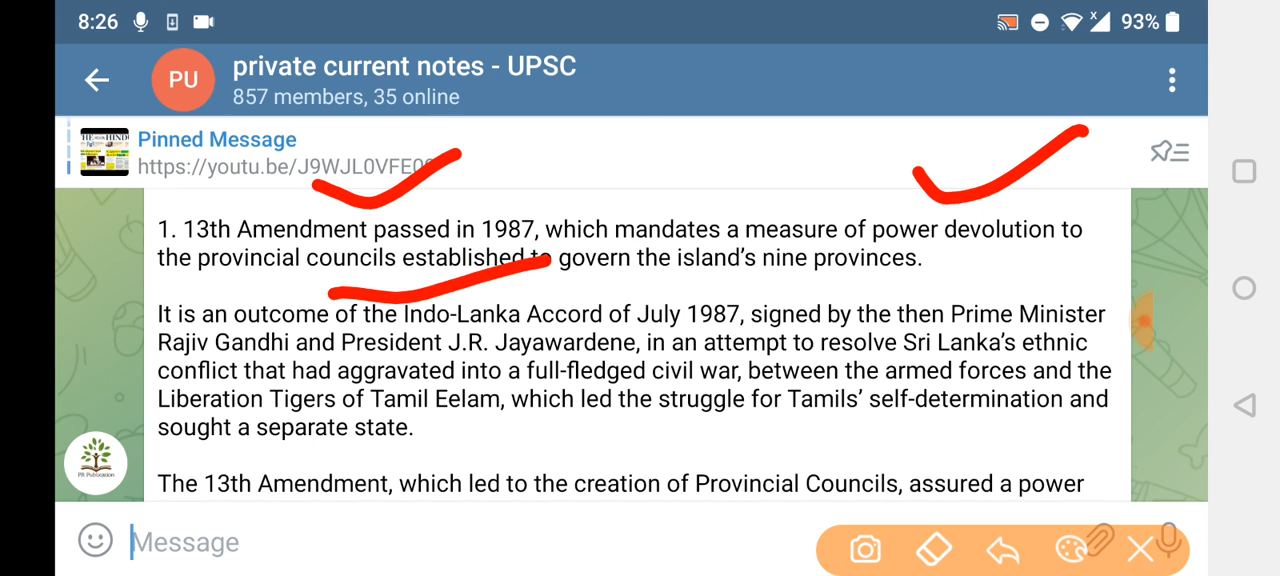 8:26
x
93%
PU
private current notes - UPSC
857 members, 35 online
THE HINDU
Pinned Message
https://youtu.be/J9WJL0VFE0
1. 13th Amendment passed in 1987, which mandates a measure of power devolution to
the provincial councils established to govern the island's nine provinces.
It is an outcome of the Indo-Lanka Accord of July 1987, signed by the then Prime Minister
Rajiv Gandhi and President J.R. Jayawardene, in an attempt to resolve Sri Lanka's ethnic
conflict that had aggravated into a full-fledged civil war, between the armed forces and the
Liberation Tigers of Tamil Eelam, which led the struggle for Tamils' self-determination and
sought a separate state.
PR Publication
The 13th Amendment, which led to the creation of Provincial Councils, assured a power
Message